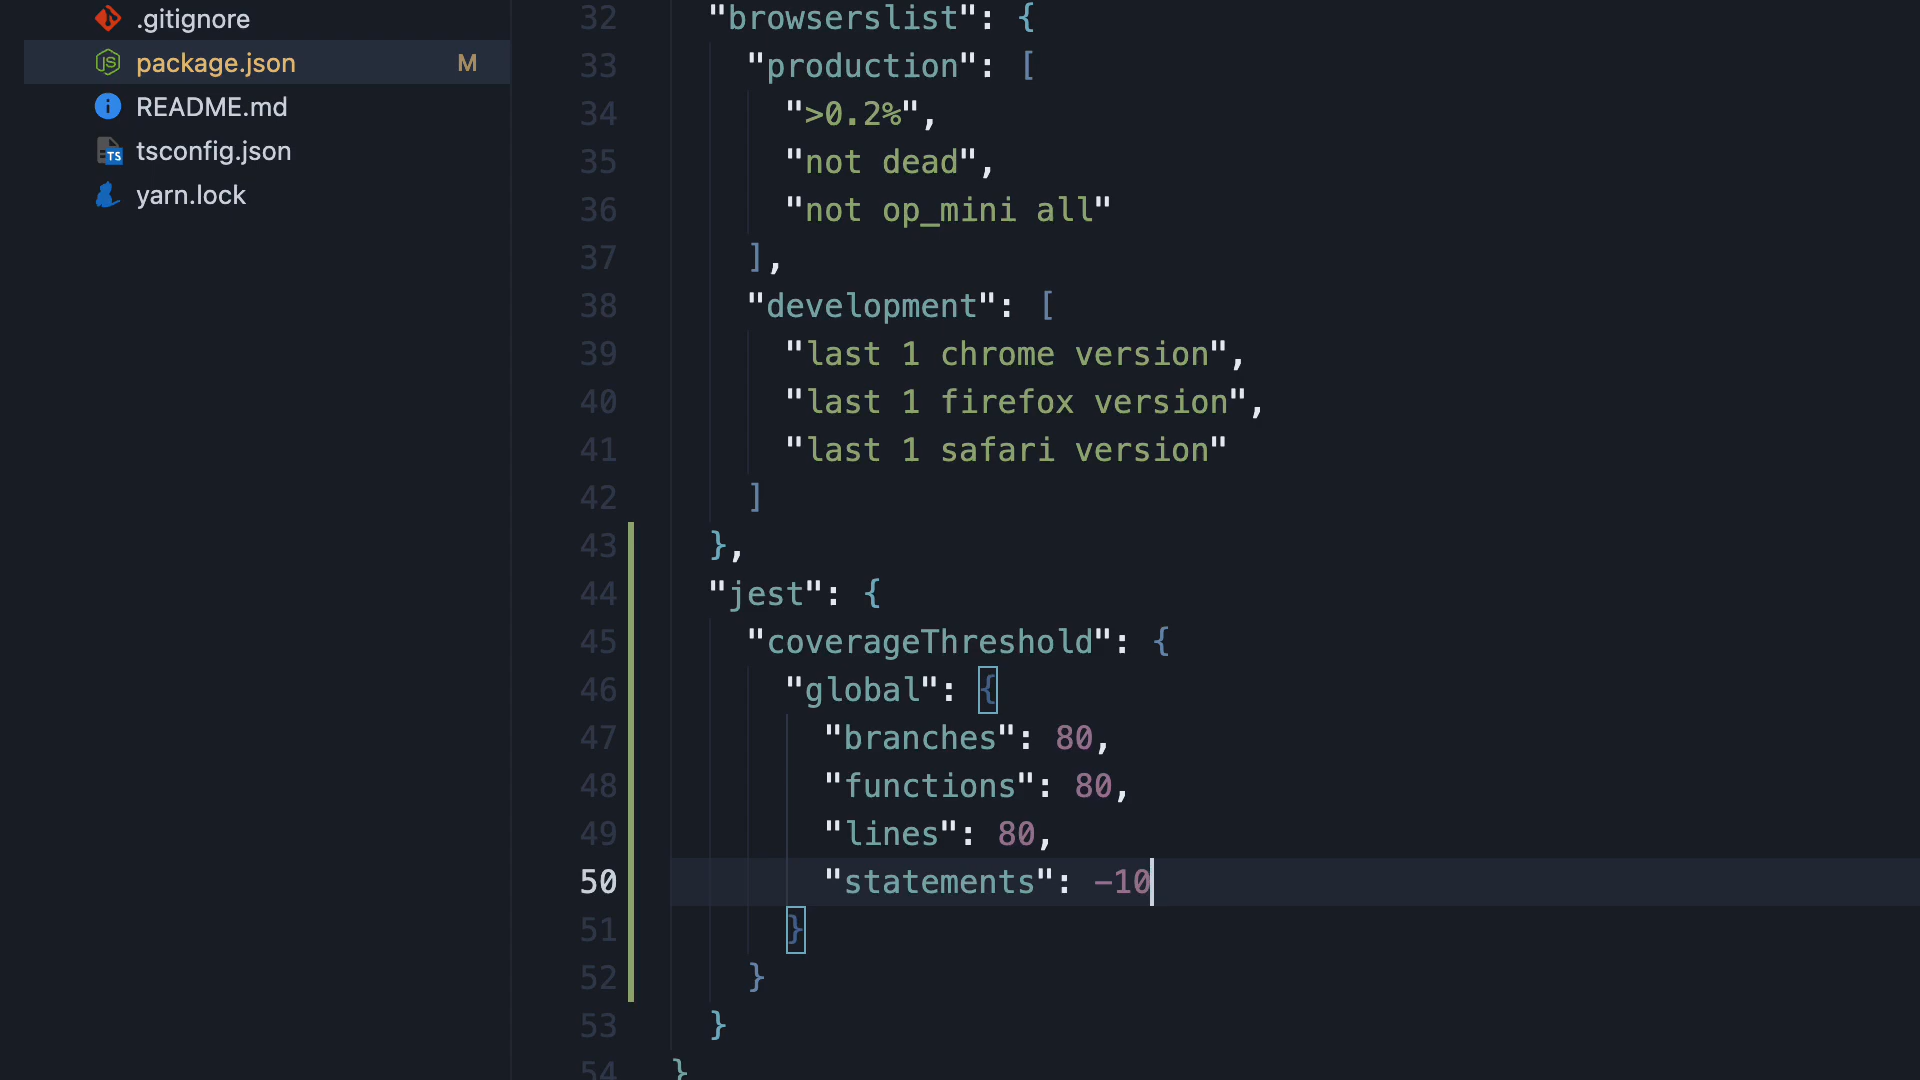 .gitignore
package.json M
README.md
tsconfig.json
yarn.lock
32 "browserslist": {
33 "production": [
34 ">0.2%",
35 "not dead",
36 "not op_mini all"
37 ],
38 "development": [
39 "last 1 chrome version",
40 "last 1 firefox version",
41 "last 1 safari version"
42 ]
43 },
44 "jest": {
45 "coverageThreshold": {
46 "global": {
47 "branches": 80,
48 "functions": 80,
49 "lines": 80,
50 "statements": -10
51 }
52 }
53 }
54 }